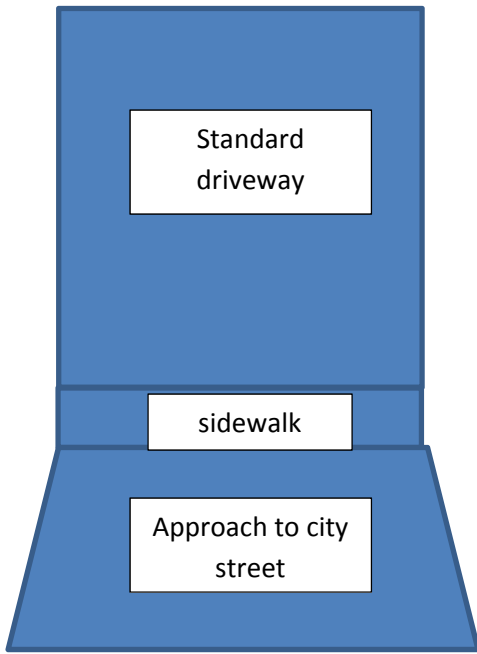 Standard
driveway
sidewalk
Approach to city
street